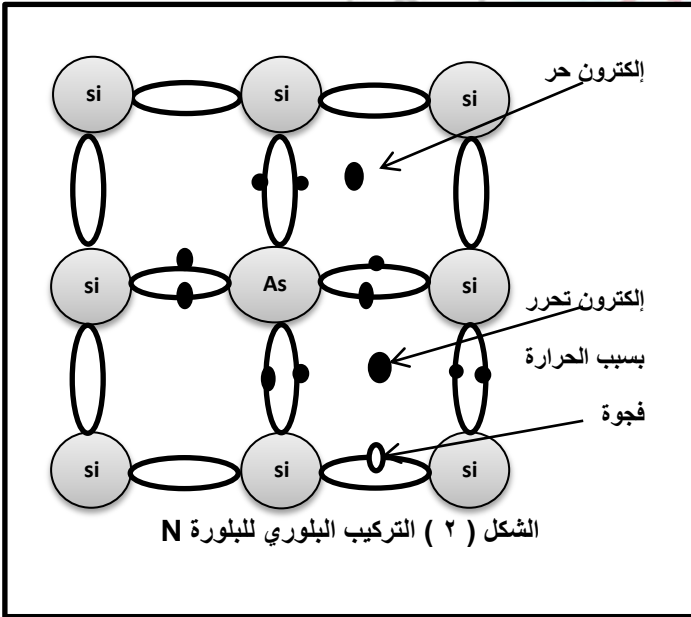 إلكترون حر
si si si
si As si
إلكترون تحرر
بسبب الحرارة
فجوة
si si si
الشكل ( ٢ ) التركيب البلوري للبلورة N